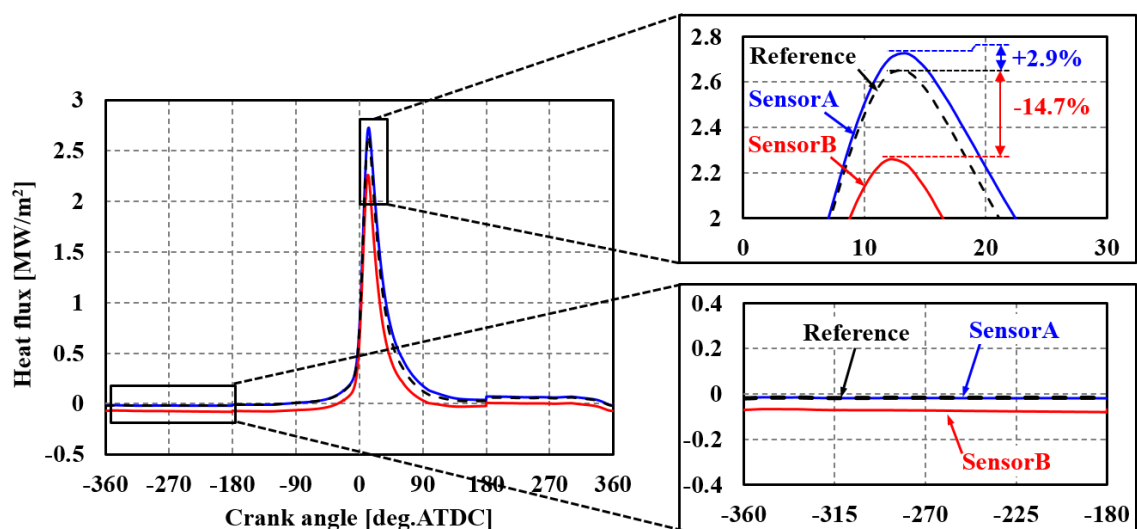 Heat flux [MW/m²]
3
2.5
2
1.5
1
0.5
0
-0.5
-360 -270 -180 -90 0 90 180 270 360
Crank angle [deg.ATDC]
2.8
2.6
2.4
2.2
2
Reference
SensorA
SensorB
+2.9%
-14.7%
0 10 20 30
0.4
0.2
0
-0.2
-0.4
Reference
SensorA
SensorB
-360 -315 -270 -225 -180